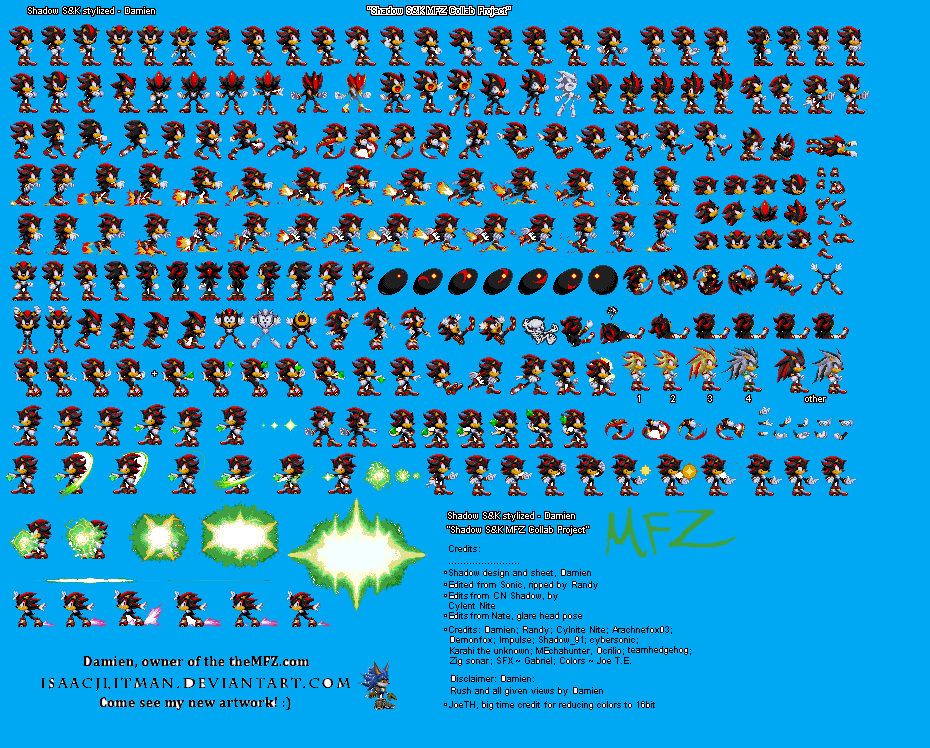 Shadow S&K stylized - Damien
"Shadow S&K MFZ Collab Project"
+
1
2
3
4
other
Shadow S&K stylized - Damien
"Shadow S&K MFZ Collab Project"
MFZ
Credits:
........................
Shadow design and sheet, Damien
Edited from Sonic, ripped by Randy
Edits from CN Shadow, by
Cylent Nite
Edits from Nate, glare head pose
Credits: Damien; Randy; Cylnite Nite; Arachnefox03;
Demonfox; Impulse; Shadow_91; cybersonic;
Karahi the unknown; MEchahunter, Ocrilio; teamhedgehog;
Zig sonar; SFX ~ Gabriel; Colors ~ Joe T.E.
Disclaimer: Damien:
Rush and all given views by Damien
JoeTH, big time credit for reducing colors to 16bit
Damien, owner of the theMFZ.com
ISAACJLITMAN.DEVIANTART.COM
Come see my new artwork! :)